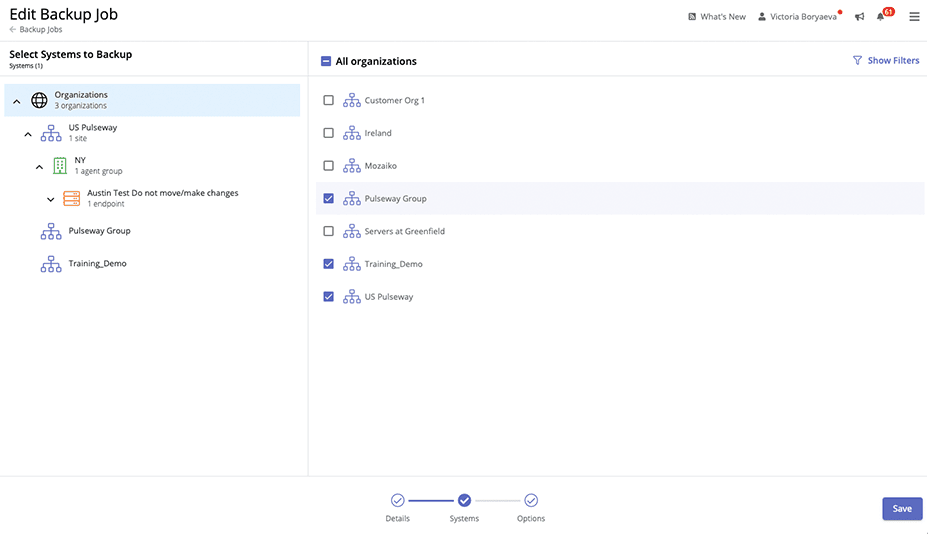 Edit Backup Job
Backup Jobs
What's New
Victoria Boryaeva
61
Select Systems to Backup
Systems (1)
Organizations
3 organizations
US Pulseway
1 site
NY
1 agent group
Austin Test Do not move/make changes
1 endpoint
Pulseway Group
Training_Demo
All organizations
Show Filters
Customer Org 1
Ireland
Mozaiko
Pulseway Group
Servers at Greenfield
Training_Demo
US Pulseway
Details
Systems
Options
Save